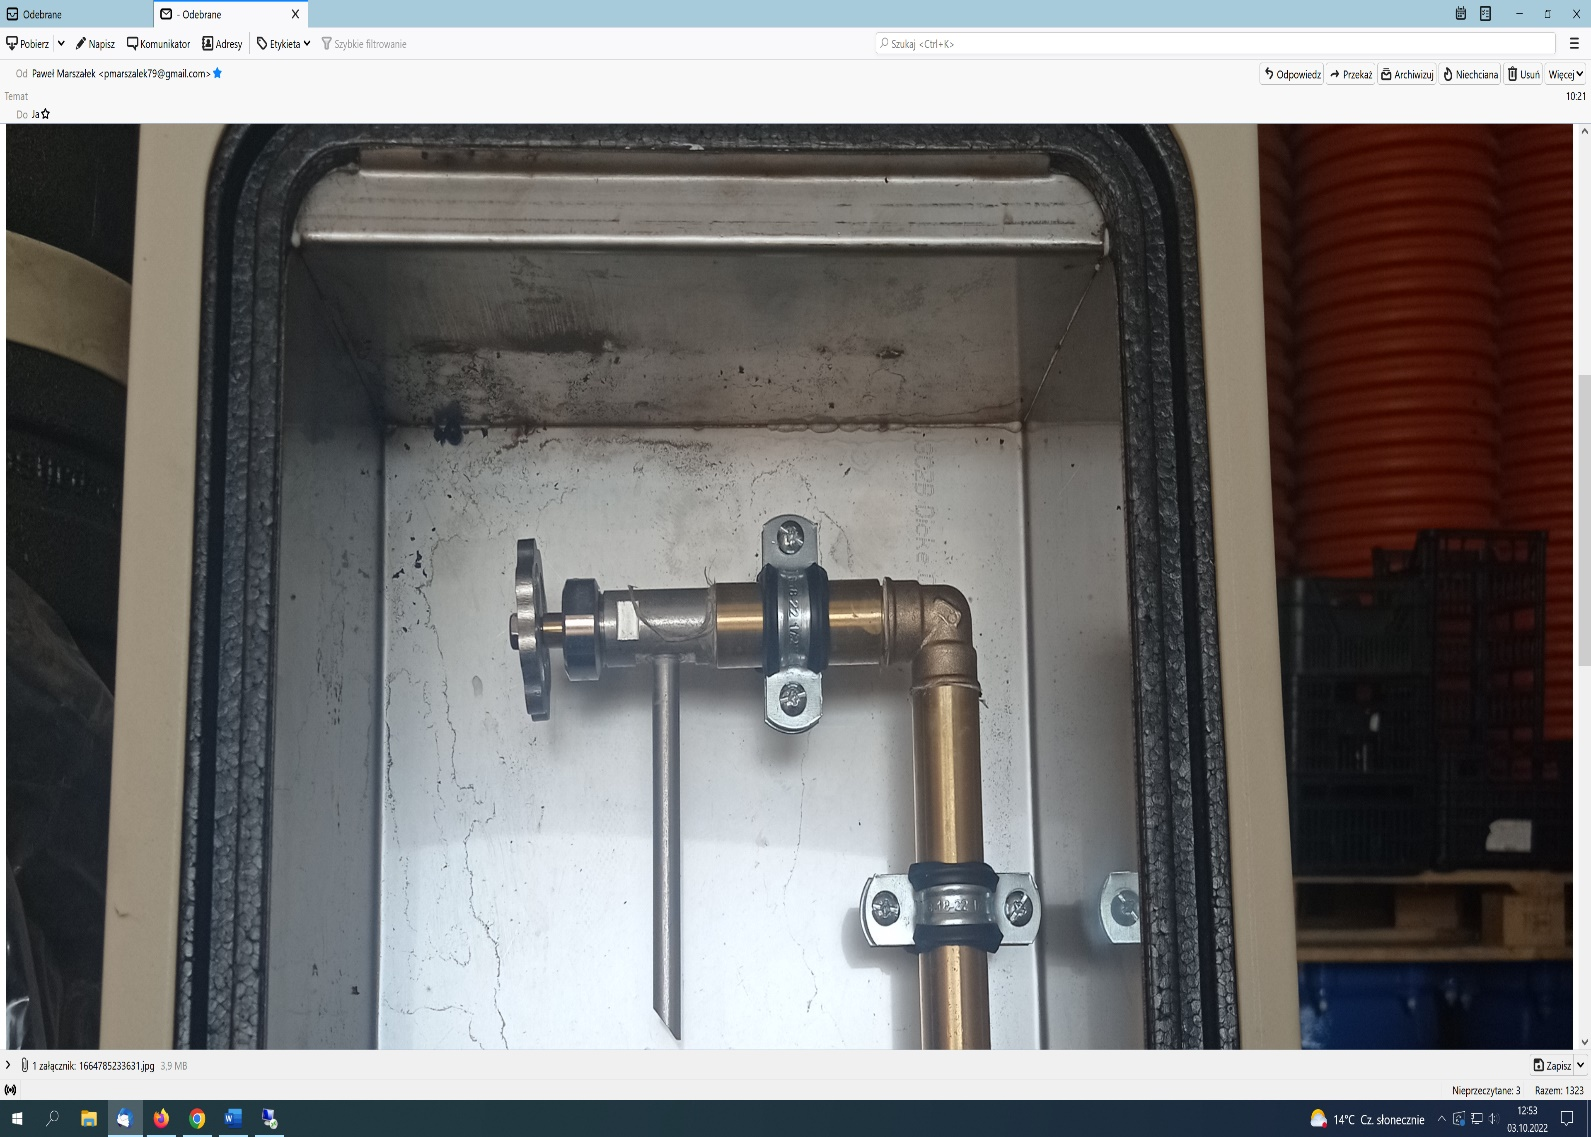 Odebrane
- Odebrane
Pobierz Napisz Komunikator Adresy Etykieta Szybkie filtrowanie
Szukaj <Ctrl+K>
Od Paweł Marszałek <pmarszalek79@gmail.com>
Odpowiedz Przekaż Archiwizuj Niechciana Usuń Więcej
Temat
10:21
Do Ja
1 załącznik: 1664785233631.jpg 3,9 MB
Zapisz
Nieprzeczytane: 3 Razem: 1323
14°C Cz. słonecznie
12:53
03.10.2022